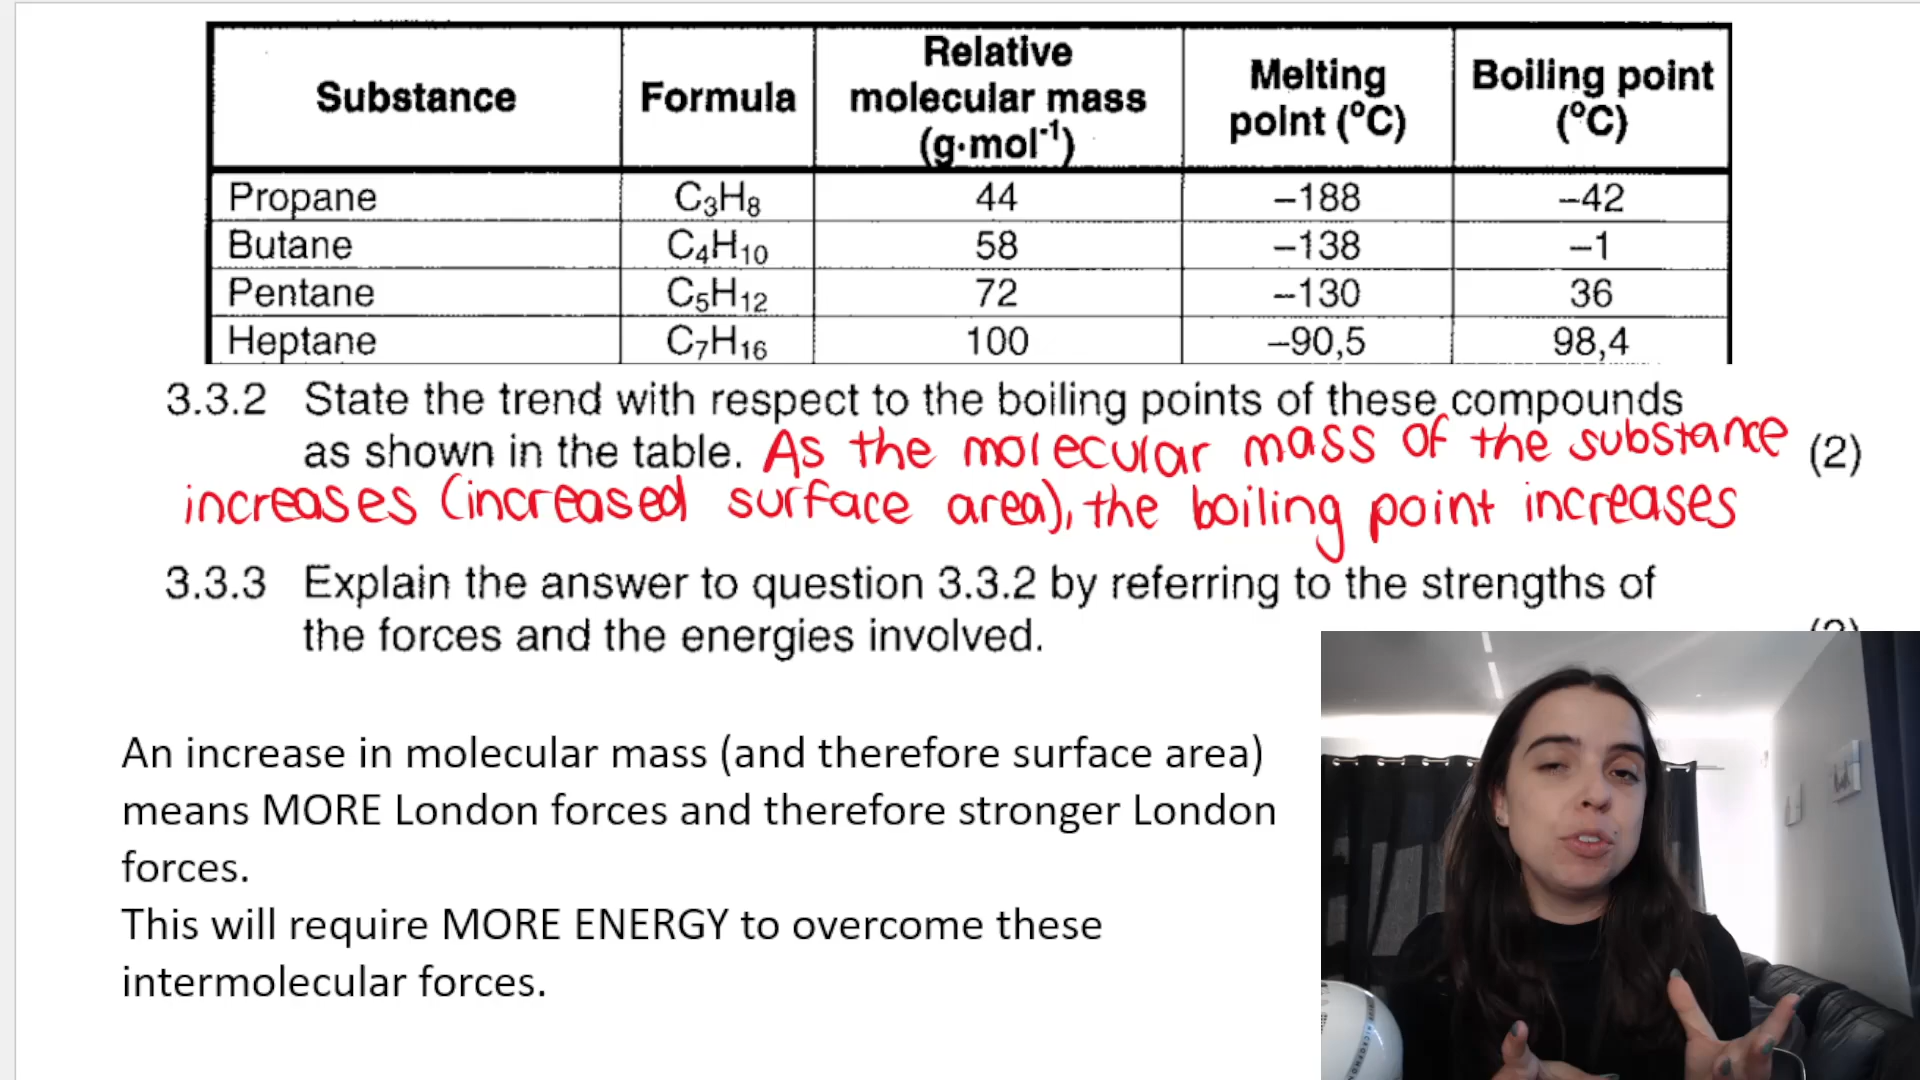 Substance Formula Relative molecular mass (g·mol⁻¹) Melting point (ºC) Boiling point (ºC)
Propane C₃H₈ 44 –188 –42
Butane C₄H₁₀ 58 –138 –1
Pentane C₅H₁₂ 72 –130 36
Heptane C₇H₁₆ 100 –90,5 98,4
3.3.2 State the trend with respect to the boiling points of these compounds
as shown in the table. As the molecular mass of the substance (2)
increases (increased surface area), the boiling point increases
3.3.3 Explain the answer to question 3.3.2 by referring to the strengths of
the forces and the energies involved.
An increase in molecular mass (and therefore surface area)
means MORE London forces and therefore stronger London
forces.
This will require MORE ENERGY to overcome these
intermolecular forces.